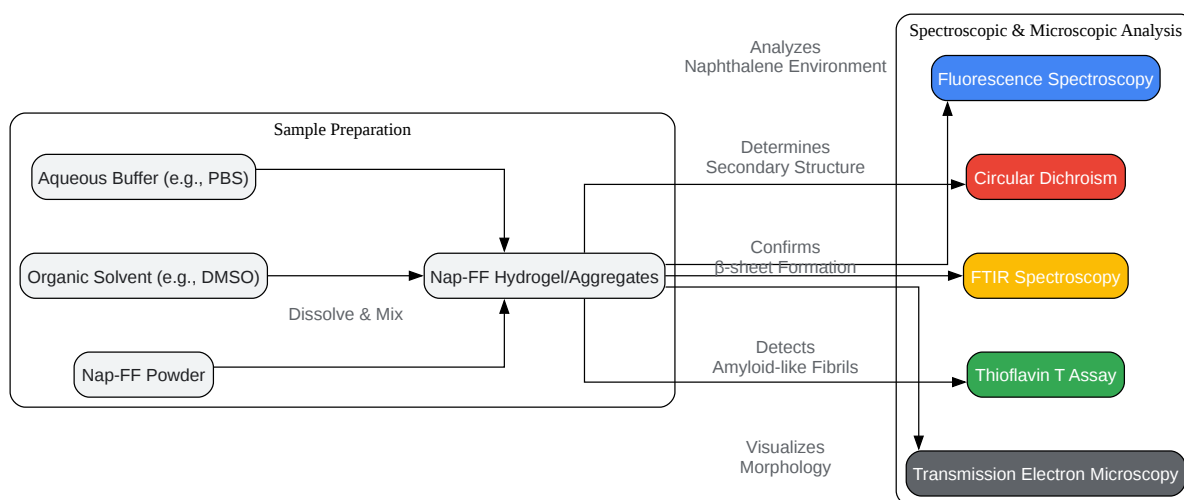 Spectroscopic & Microscopic Analysis
Analyzes
Naphthalene Environment
Fluorescence Spectroscopy
Sample Preparation
Aqueous Buffer (e.g., PBS)
Determines
Secondary Structure
Circular Dichroism
Organic Solvent (e.g., DMSO)
Dissolve & Mix
Nap-FF Hydrogel/Aggregates
Confirms
β-sheet Formation
FTIR Spectroscopy
Nap-FF Powder
Detects
Amyloid-like Fibrils
Thioflavin T Assay
Visualizes
Morphology
Transmission Electron Microscopy